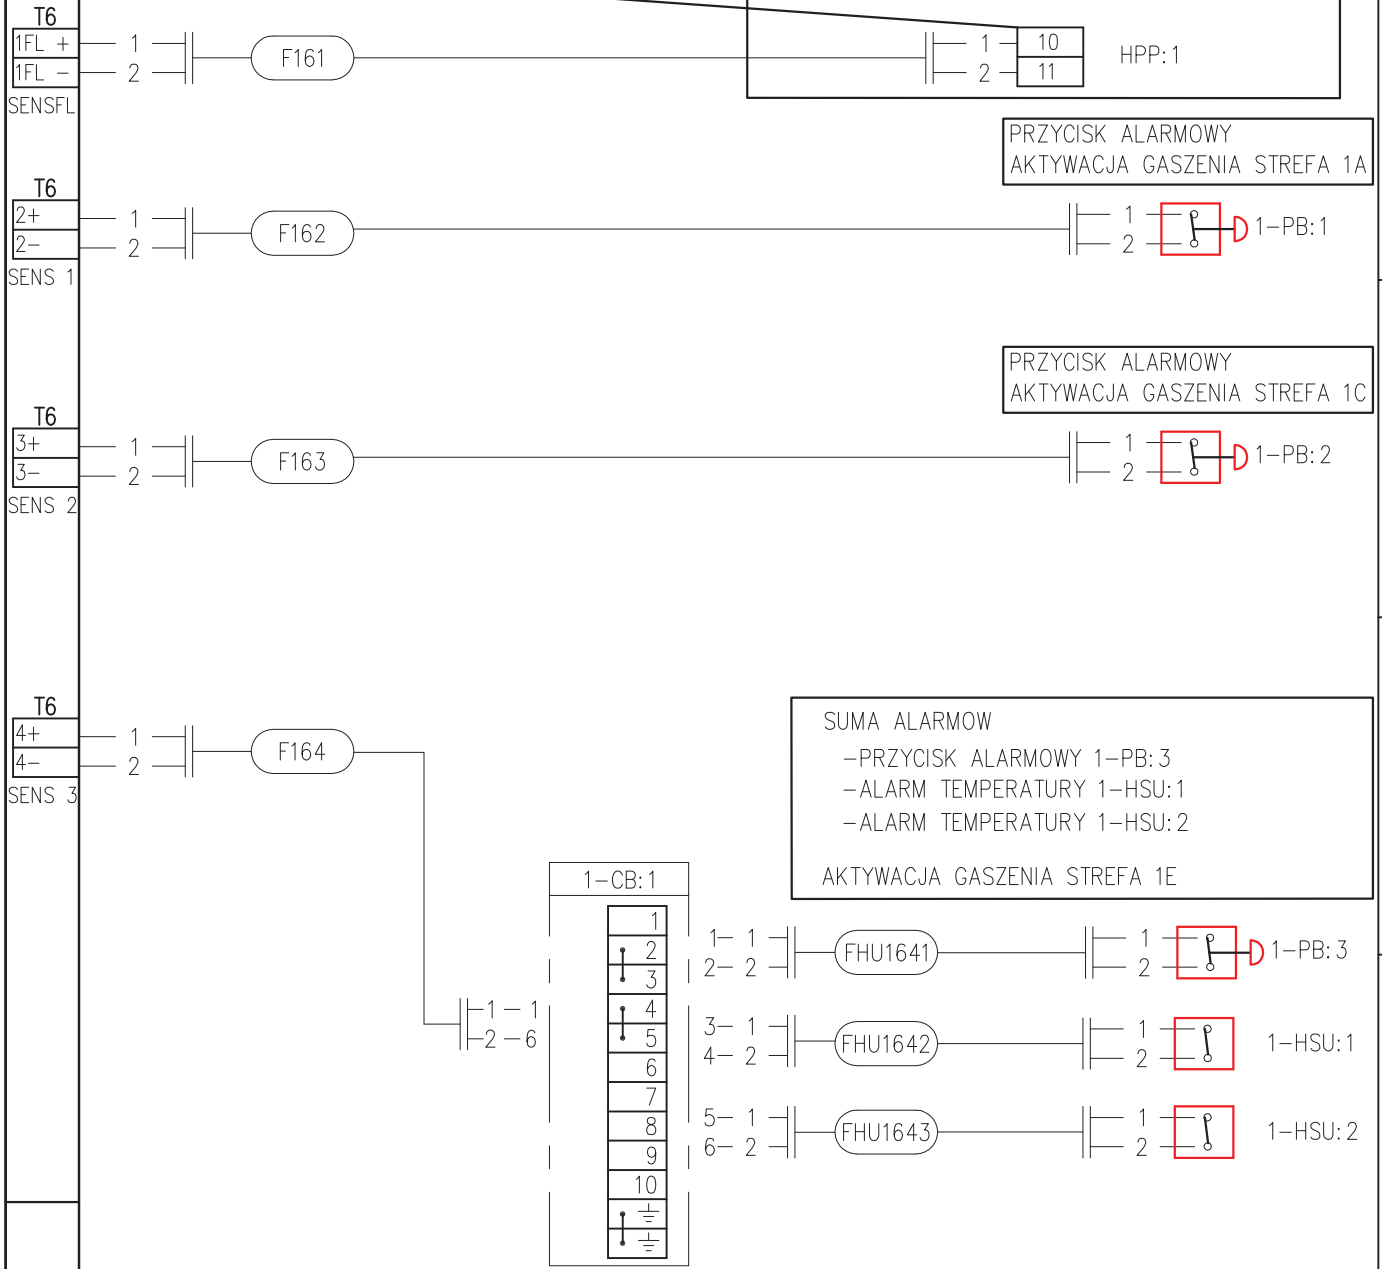 T6
1FL + 1 F161 1 10 HPP:1
1FL - 2 2 11
SENSFL
PRZYCISK ALARMOWY
AKTYWACJA GASZENIA STREFA 1A
T6
2+ 1 F162 1 1-PB:1
2- 2 2
SENS 1
PRZYCISK ALARMOWY
AKTYWACJA GASZENIA STREFA 1C
T6
3+ 1 F163 1 1-PB:2
3- 2 2
SENS 2
T6
4+ 1 F164
4- 2
SENS 3
SUMA ALARMOW
-PRZYCISK ALARMOWY 1-PB:3
-ALARM TEMPERATURY 1-HSU:1
-ALARM TEMPERATURY 1-HSU:2
AKTYWACJA GASZENIA STREFA 1E
1-CB:1
1
2
3
4
5
6
7
8
9
10
1 - 1
2 -6
1- 1 FHU1641 1 1-PB:3
2- 2 2
3- 1 FHU1642 1 1-HSU:1
4- 2 2
5- 1 FHU1643 1 1-HSU:2
6- 2 2